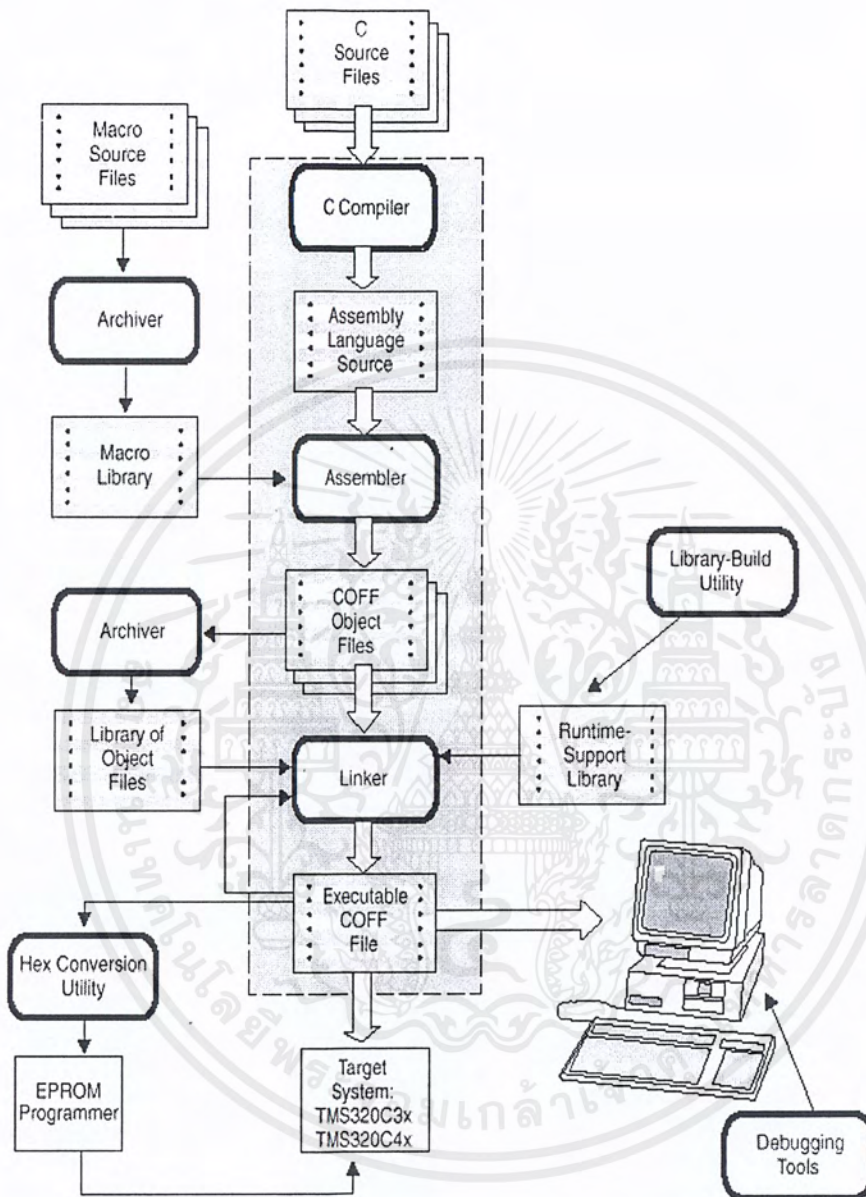 C
Source
Files
Macro
Source
Files
C Compiler
Archiver
Assembly
Language
Source
Macro
Library
Assembler
Library-Build
Utility
Archiver
COFF
Object
Files
Library of
Object
Files
Linker
Runtime-
Support
Library
Executable
COFF
File
Hex Conversion
Utility
EPROM
Programmer
Target
System:
TMS320C3x
TMS320C4x
Debugging
Tools